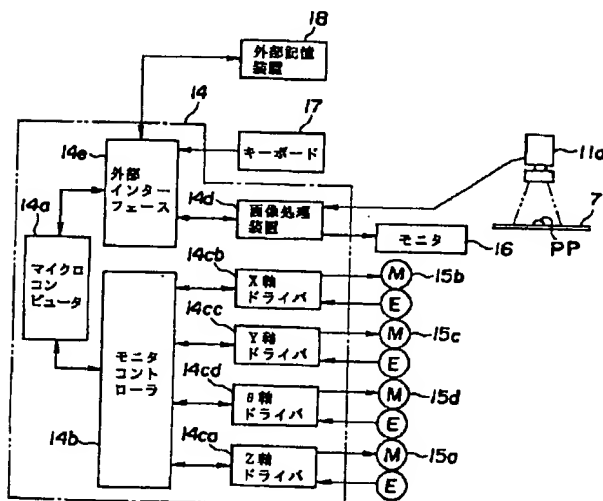 18
外部記憶
装置
14
17
キーボード
14e
外部
インター
フェース
14a
マイクロ
コン
ピュータ
14d
画像処理
装置
モニタ
16
11a
7
PP
14cb
X軸
ドライバ
M
15b
E
14cc
Y軸
ドライバ
M
15c
E
14cd
θ軸
ドライバ
M
15d
E
14ca
Z軸
ドライバ
M
15a
E
モニタ
コント
ローラ
14b